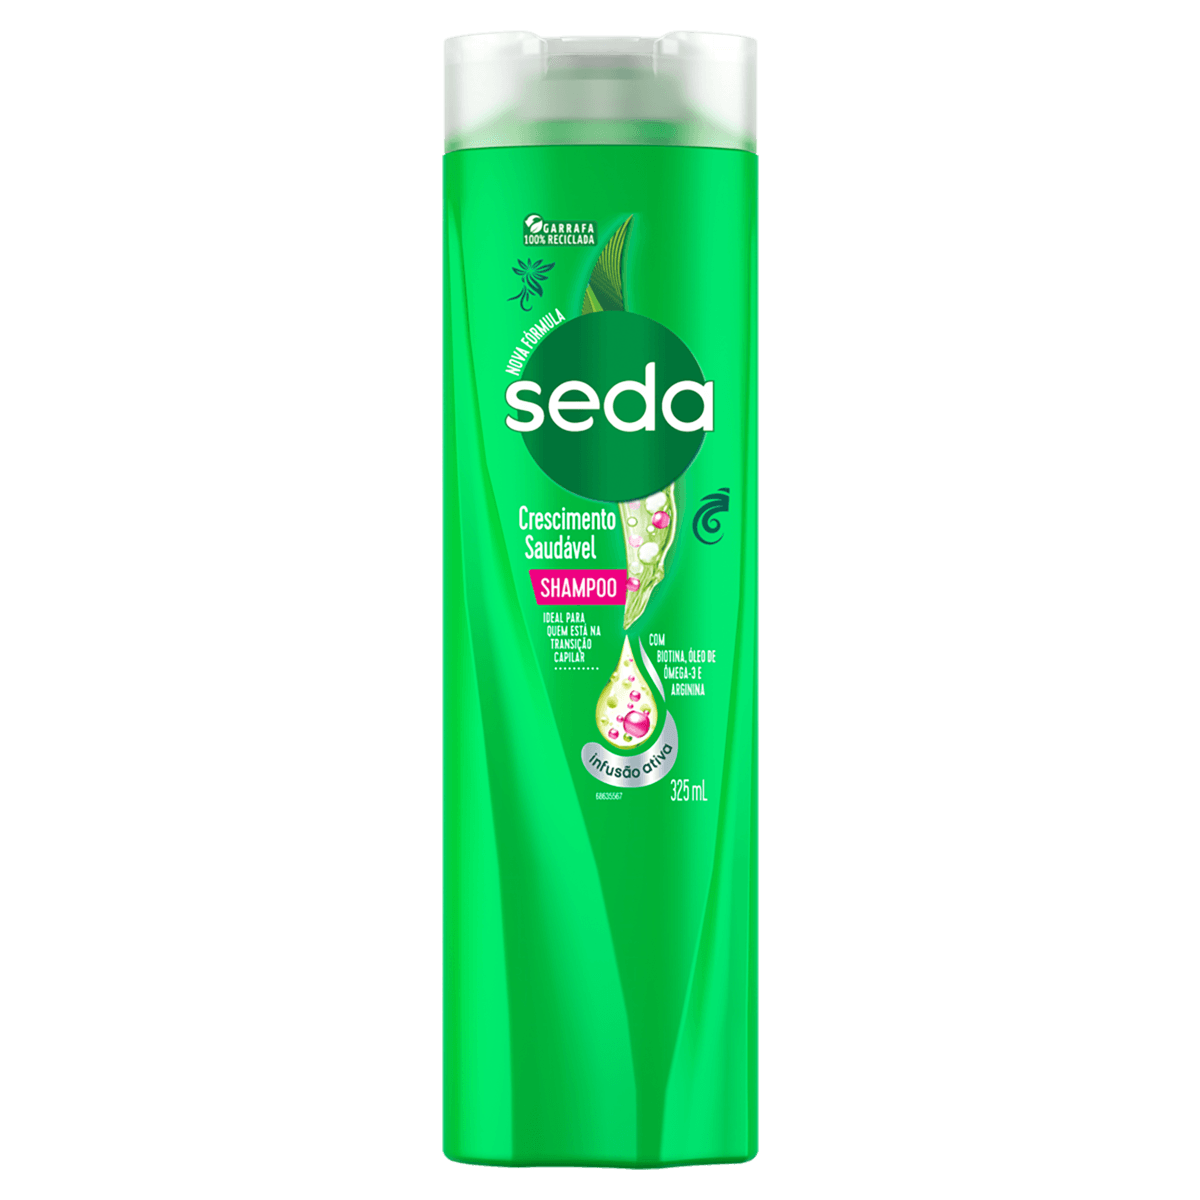 GARRAFA
100% RECICLADA
NOVA FÓRMULA
seda
Crescimento
Saudável
SHAMPOO
IDEAL PARA
QUEM ESTÁ NA
TRANSIÇÃO
CAPILAR
COM
BIOTINA, ÓLEO DE
ÔMEGA-3 E
ARGININA
infusão ativa
68635567
325 mL